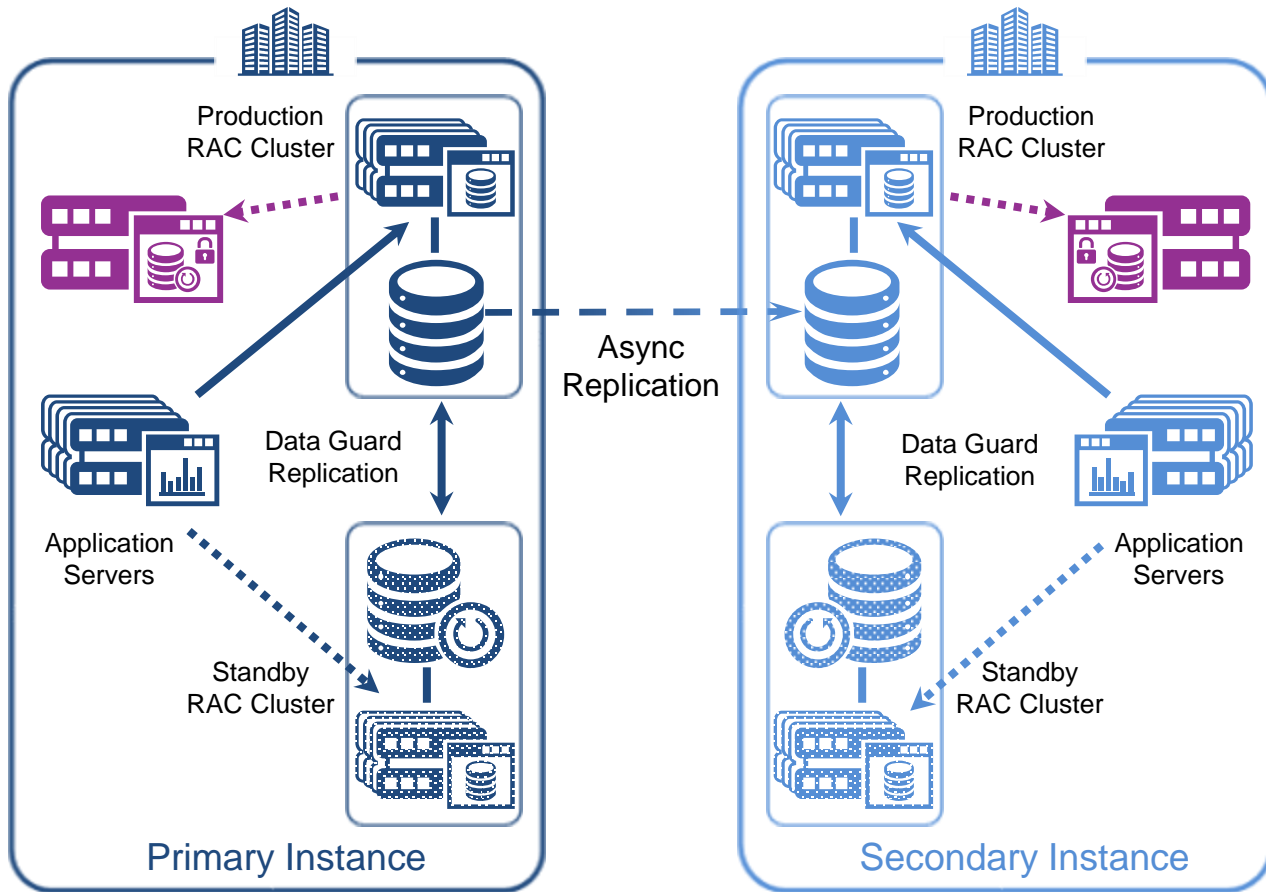 Production
RAC Cluster
Data Guard
Replication
Application
Servers
Standby
RAC Cluster
Primary Instance
Async
Replication
Production
RAC Cluster
Data Guard
Replication
Application
Servers
Standby
RAC Cluster
Secondary Instance